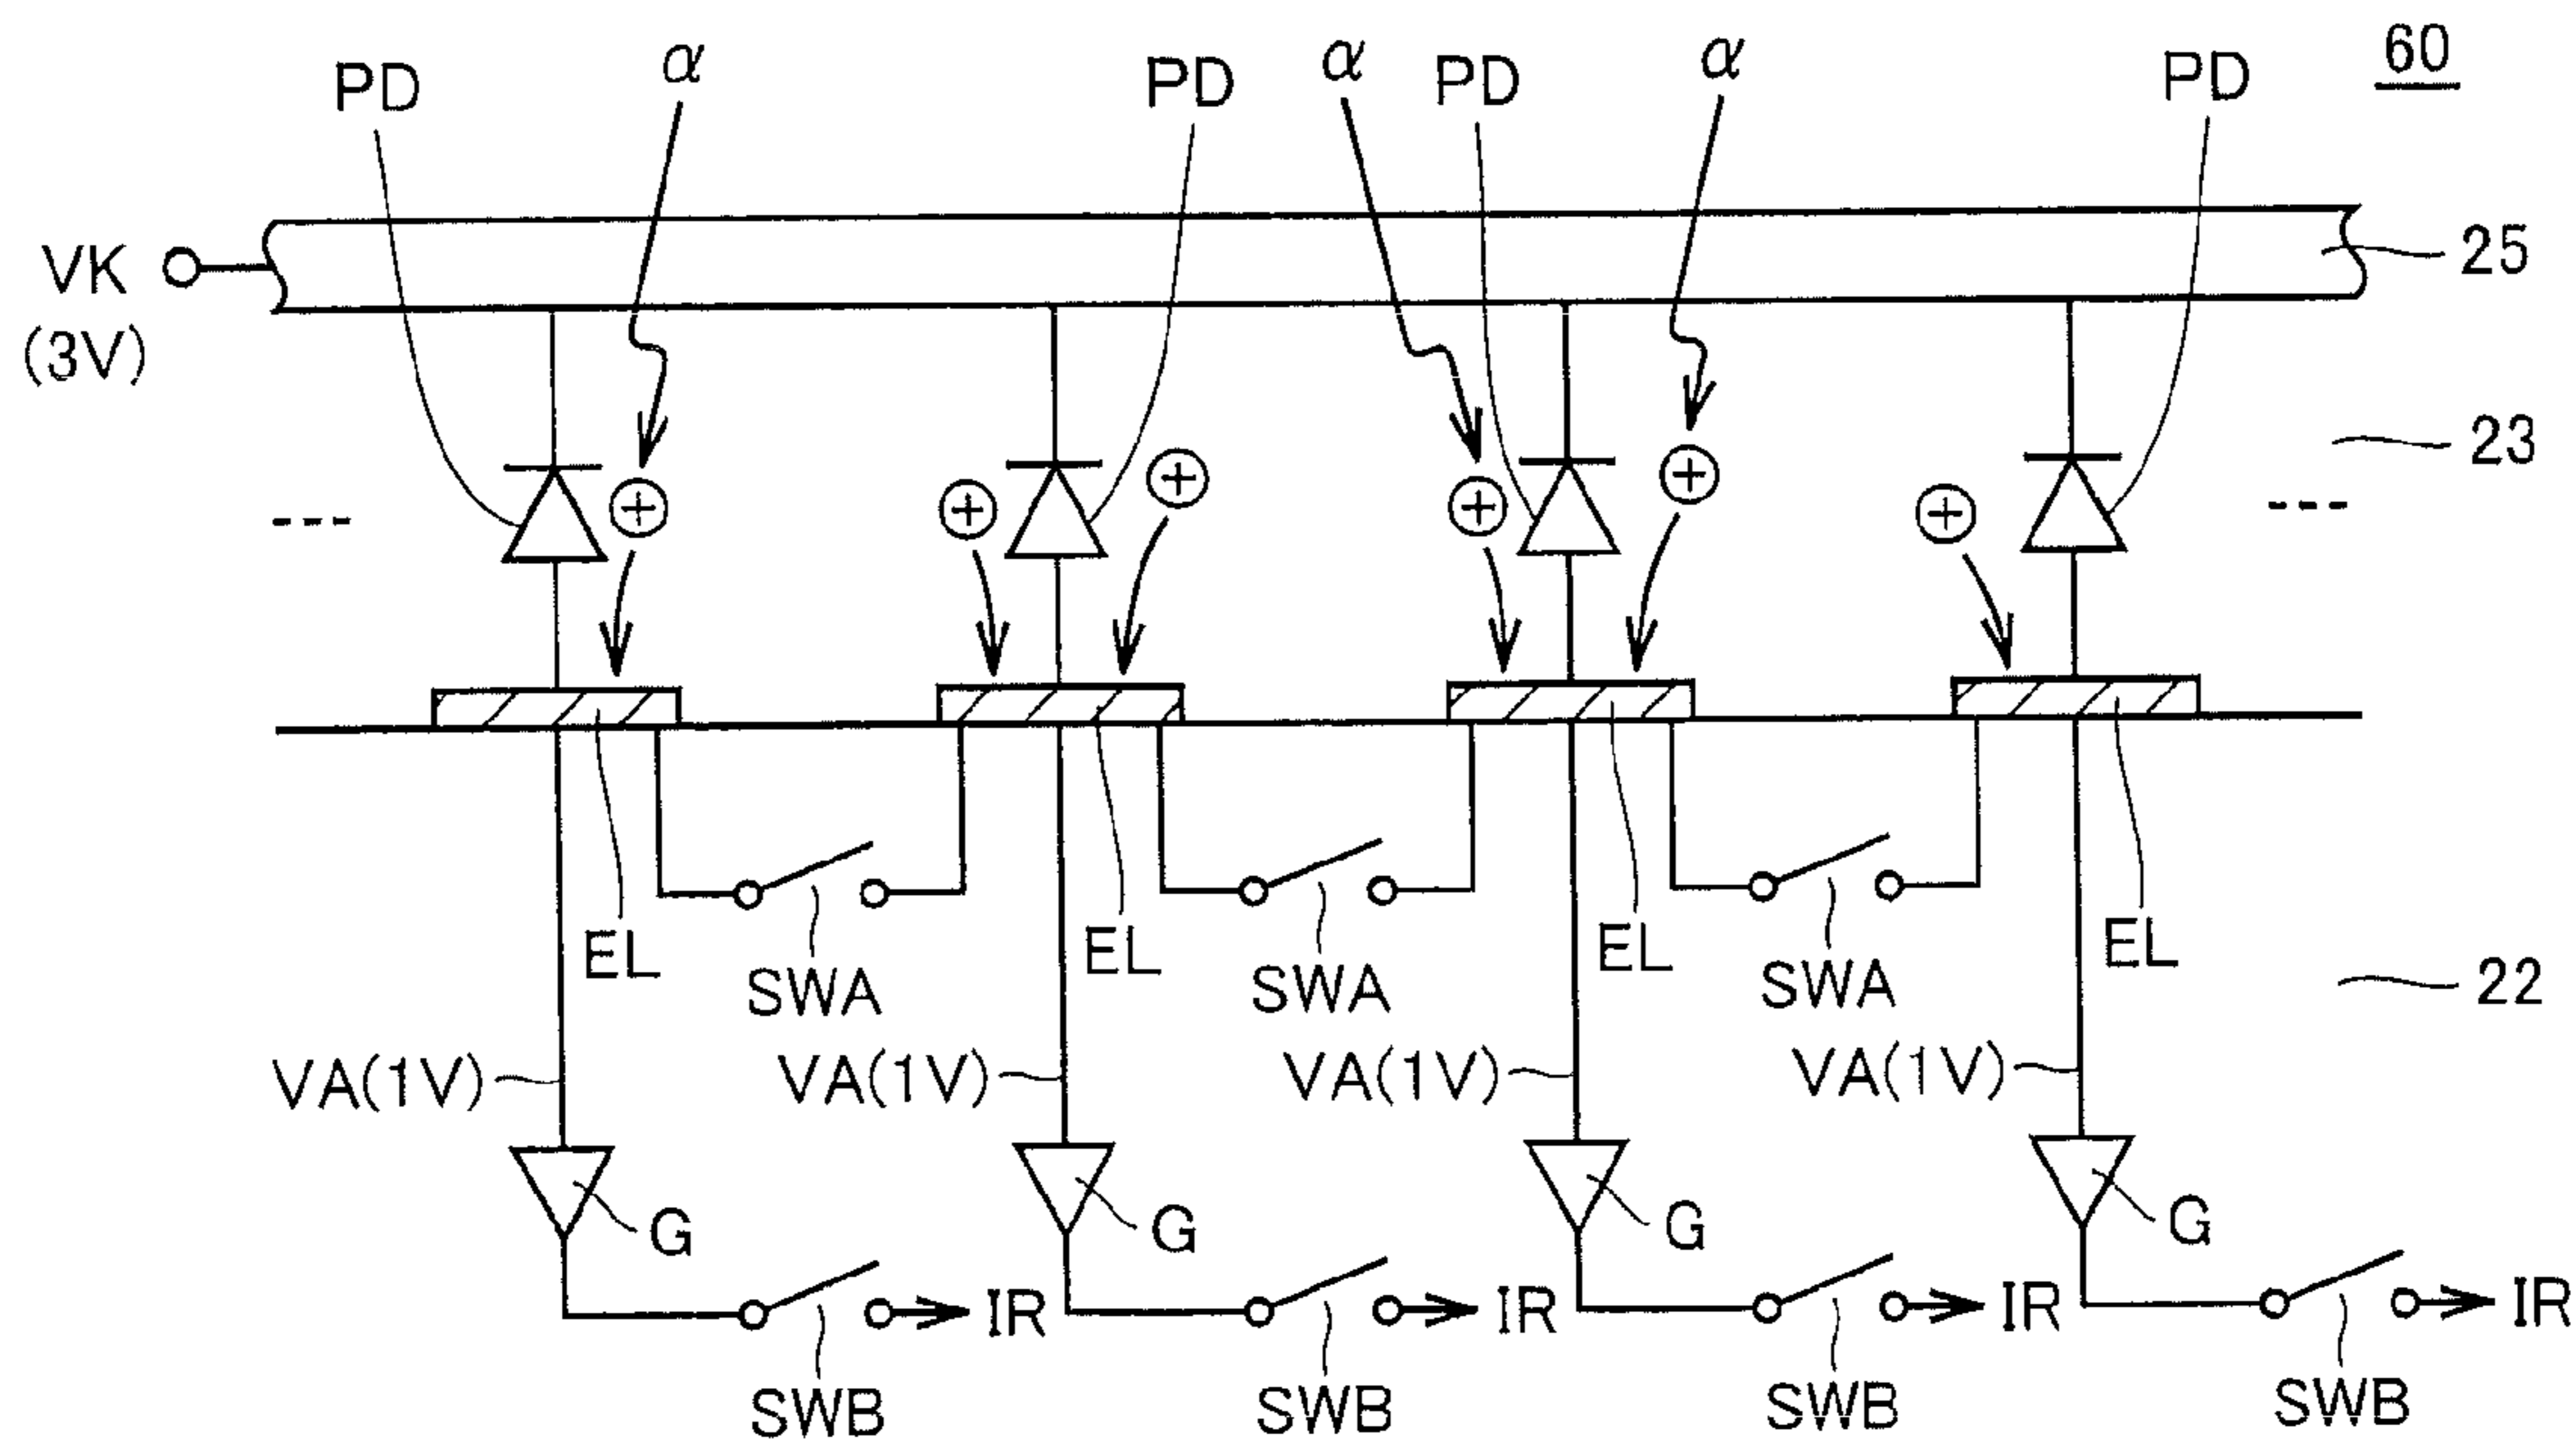 60
PD α PD α PD α PD
VK
(3V)
25
23
+ + + + + +
EL EL EL EL
SWA SWA SWA
22
VA(1V) VA(1V) VA(1V) VA(1V)
G G G G
IR IR IR IR
SWB SWB SWB SWB